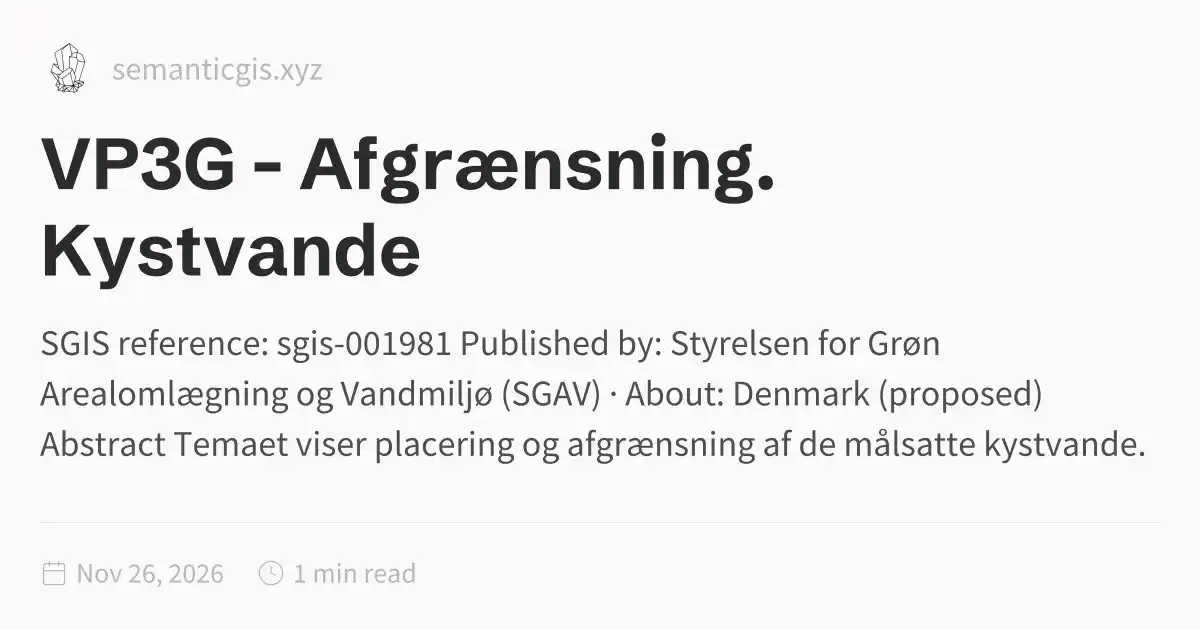 semanticgis.xyz
VP3G - Afgrænsning.
Kystvande
SGIS reference: sgis-001981 Published by: Styrelsen for Grøn
Arealomlægning og Vandmiljø (SGAV) · About: Denmark (proposed)
Abstract Temaet viser placering og afgrænsning af de målsatte kystvande.
Nov 26, 2026 1 min read